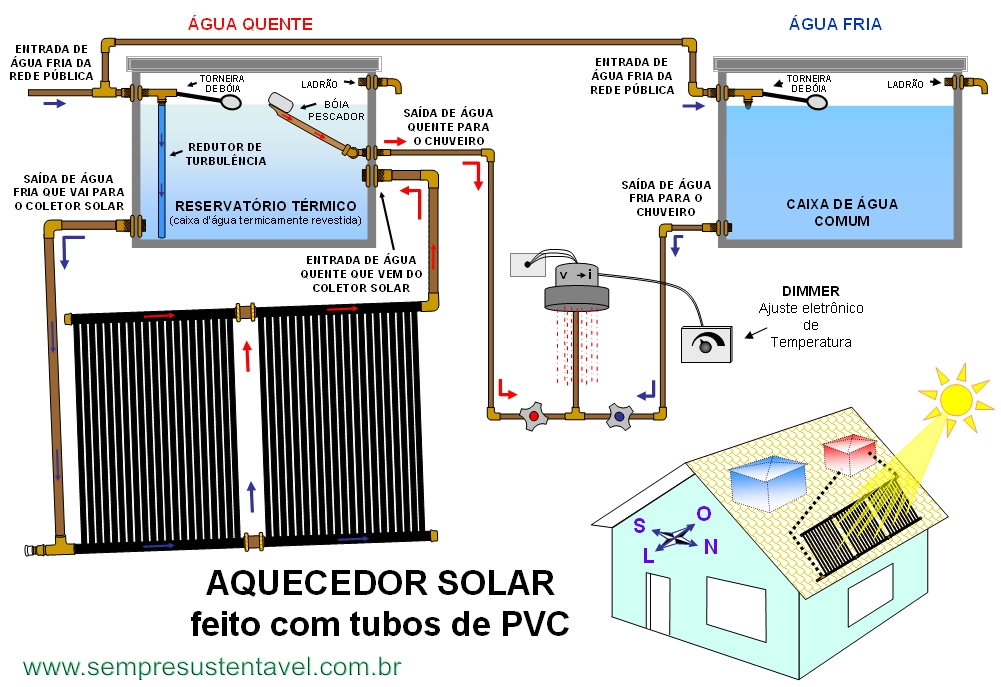 ÁGUA QUENTE
ÁGUA FRIA
ENTRADA DE
ÁGUA FRIA DA
REDE PÚBLICA
TORNEIRA
DE BÓIA
LADRÃO
BÓIA
PESCADOR
REDUTOR DE
TURBULÊNCIA
SAÍDA DE ÁGUA
QUENTE PARA
O CHUVEIRO
ENTRADA DE
ÁGUA FRIA DA
REDE PÚBLICA
TORNEIRA
DE BÓIA
LADRÃO
SAÍDA DE ÁGUA
FRIA QUE VAI PARA
O COLETOR SOLAR
RESERVATÓRIO TÉRMICO
(caixa d'água termicamente revestida)
SAÍDA DE ÁGUA
FRIA PARA O
CHUVEIRO
CAIXA DE ÁGUA
COMUM
ENTRADA DE ÁGUA
QUENTE QUE VEM DO
COLETOR SOLAR
V i
DIMMER
Ajuste eletrônico
de
Temperatura
S O
L N
AQUECEDOR SOLAR
feito com tubos de PVC
www.sempresustentavel.com.br